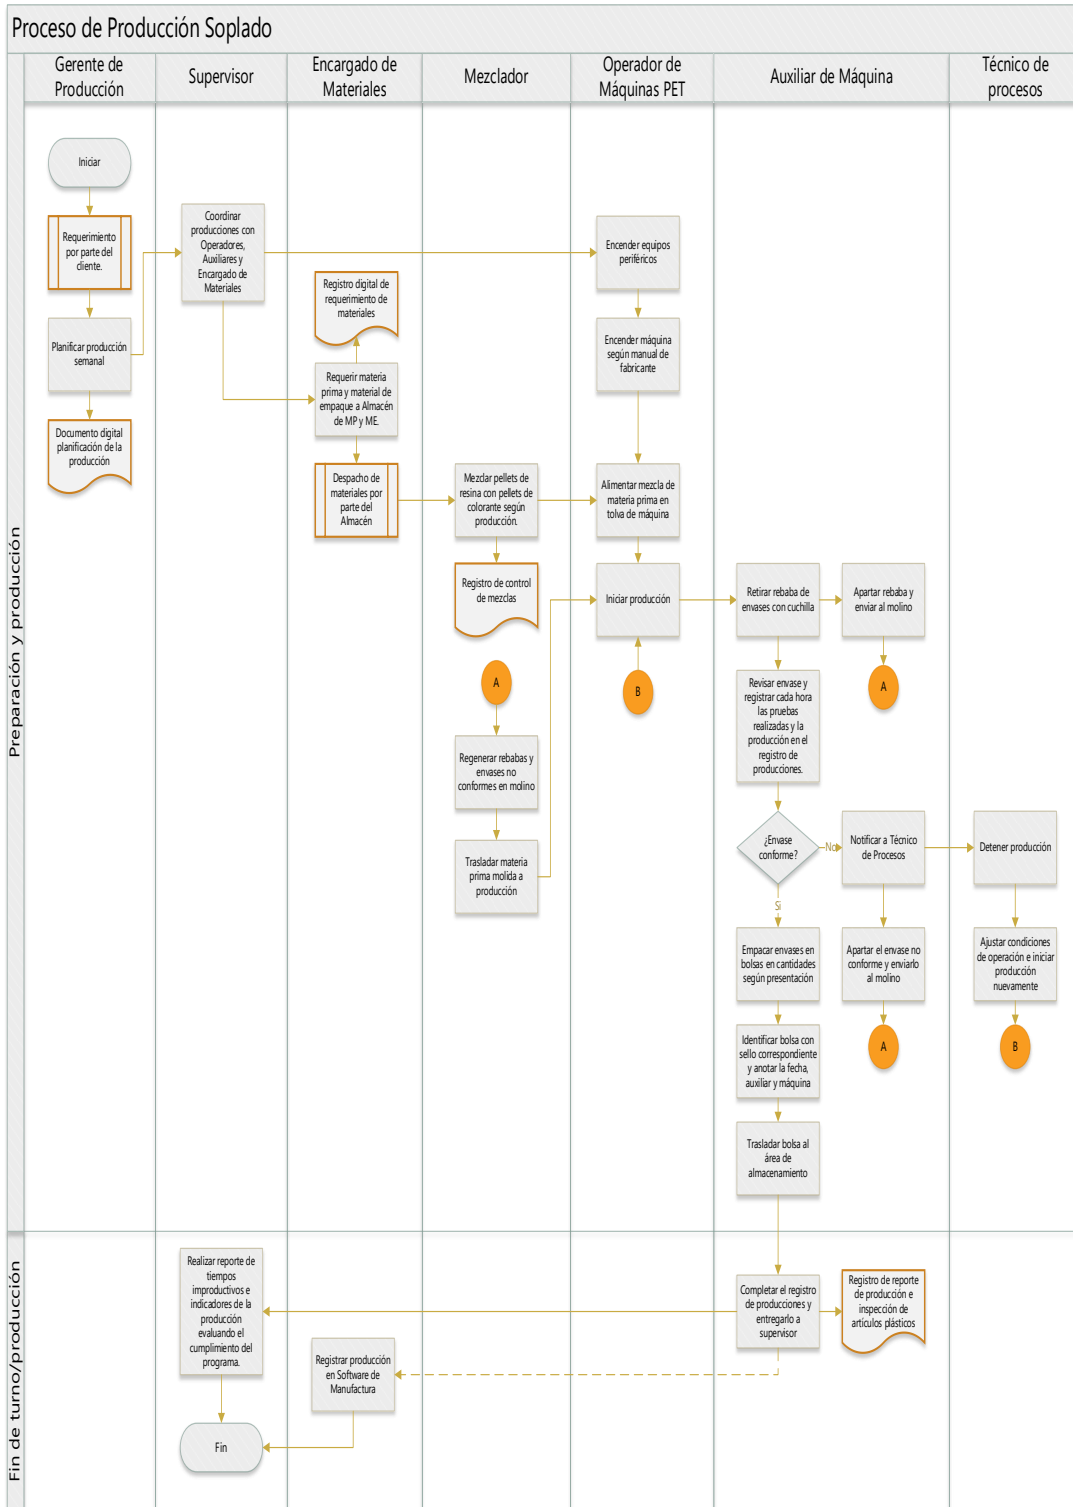 Proceso de Producción Soplado
Gerente de
Producción
Supervisor
Encargado de
Materiales
Mezclador
Operador de
Máquinas PET
Auxiliar de Máquina
Técnico de
procesos
Preparación y producción
Iniciar
Requerimiento
por parte del
cliente.
Planificar producción
semanal
Documento digital
planificación de la
producción
Coordinar
producciones con
Operadores,
Auxiliares y
Encargado de
Materiales
Registro digital de
requerimiento de
materiales
Requerir materia
prima y material de
empaque a Almacén
de MP y ME.
Despacho de
materiales por
parte del
Almacén
Mezclar pellets de
resina con pellets de
colorante según
producción.
Registro de control
de mezclas
A
Regenerar rebabas y
envases no
conformes en molino
Trasladar materia
prima molida a
producción
Encender equipos
periféricos
Encender máquina
según manual de
fabricante
Alimentar mezcla de
materia prima en
tolva de máquina
Iniciar producción
B
Retirar rebaba de
envases con cuchilla
Apartar rebaba y
enviar al molino
A
Revisar envase y
registrar cada hora
las pruebas
realizadas y la
producción en el
registro de
producciones.
¿Envase
conforme?
No
Notificar a Técnico
de Procesos
Detener producción
Si
Empacar envases en
bolsas en cantidades
según presentación
Apartar el envase no
conforme y enviarlo
al molino
Ajustar condiciones
de operación e iniciar
producción
nuevamente
A
B
Identificar bolsa con
sello correspondiente
y anotar la fecha,
auxiliar y máquina
Trasladar bolsa al
área de
almacenamiento
Fin de turno/producción
Realizar reporte de
tiempos
improductivos e
indicadores de la
producción
evaluando el
cumplimiento del
programa.
Completar el registro
de producciones y
entregarlo a
supervisor
Registro de reporte
de producción e
inspección de
artículos plásticos
Registrar producción
en Software de
Manufactura
Fin